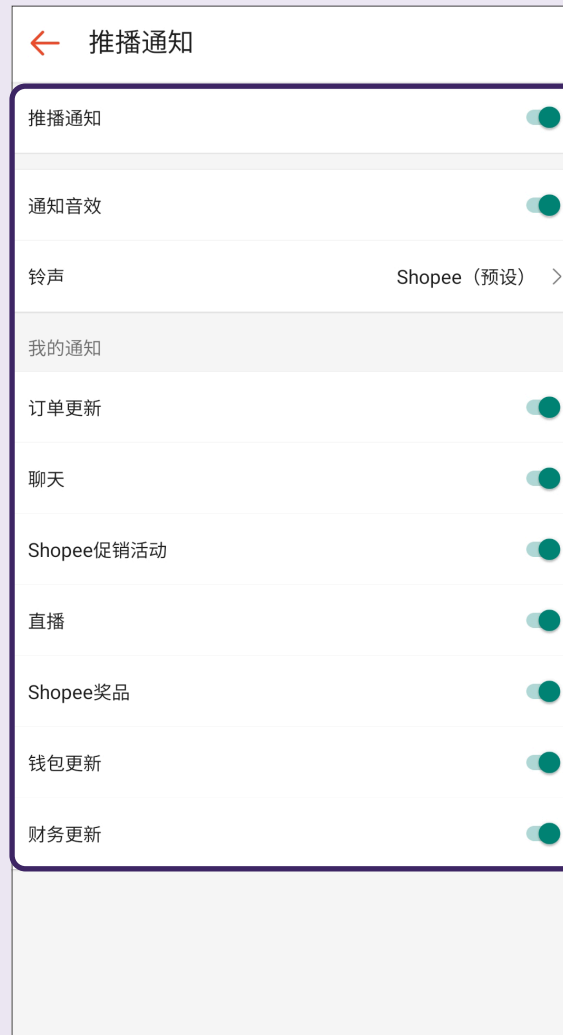 推播通知
推播通知
通知音效
铃声 Shopee（预设）
我的通知
订单更新
聊天
Shopee促销活动
直播
Shopee奖品
钱包更新
财务更新